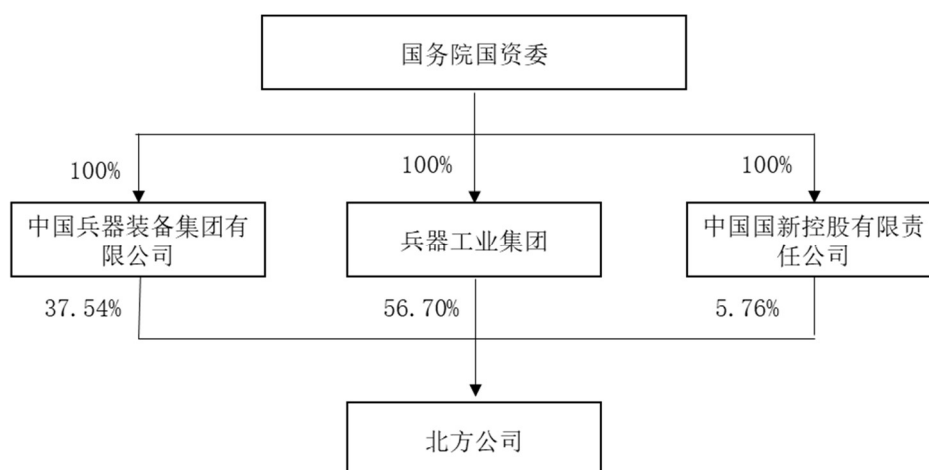 国务院国资委
100%
100%
100%
中国兵器装备集团有
限公司
兵器工业集团
中国国新控股有限责
任公司
37.54%
56.70%
5.76%
北方公司